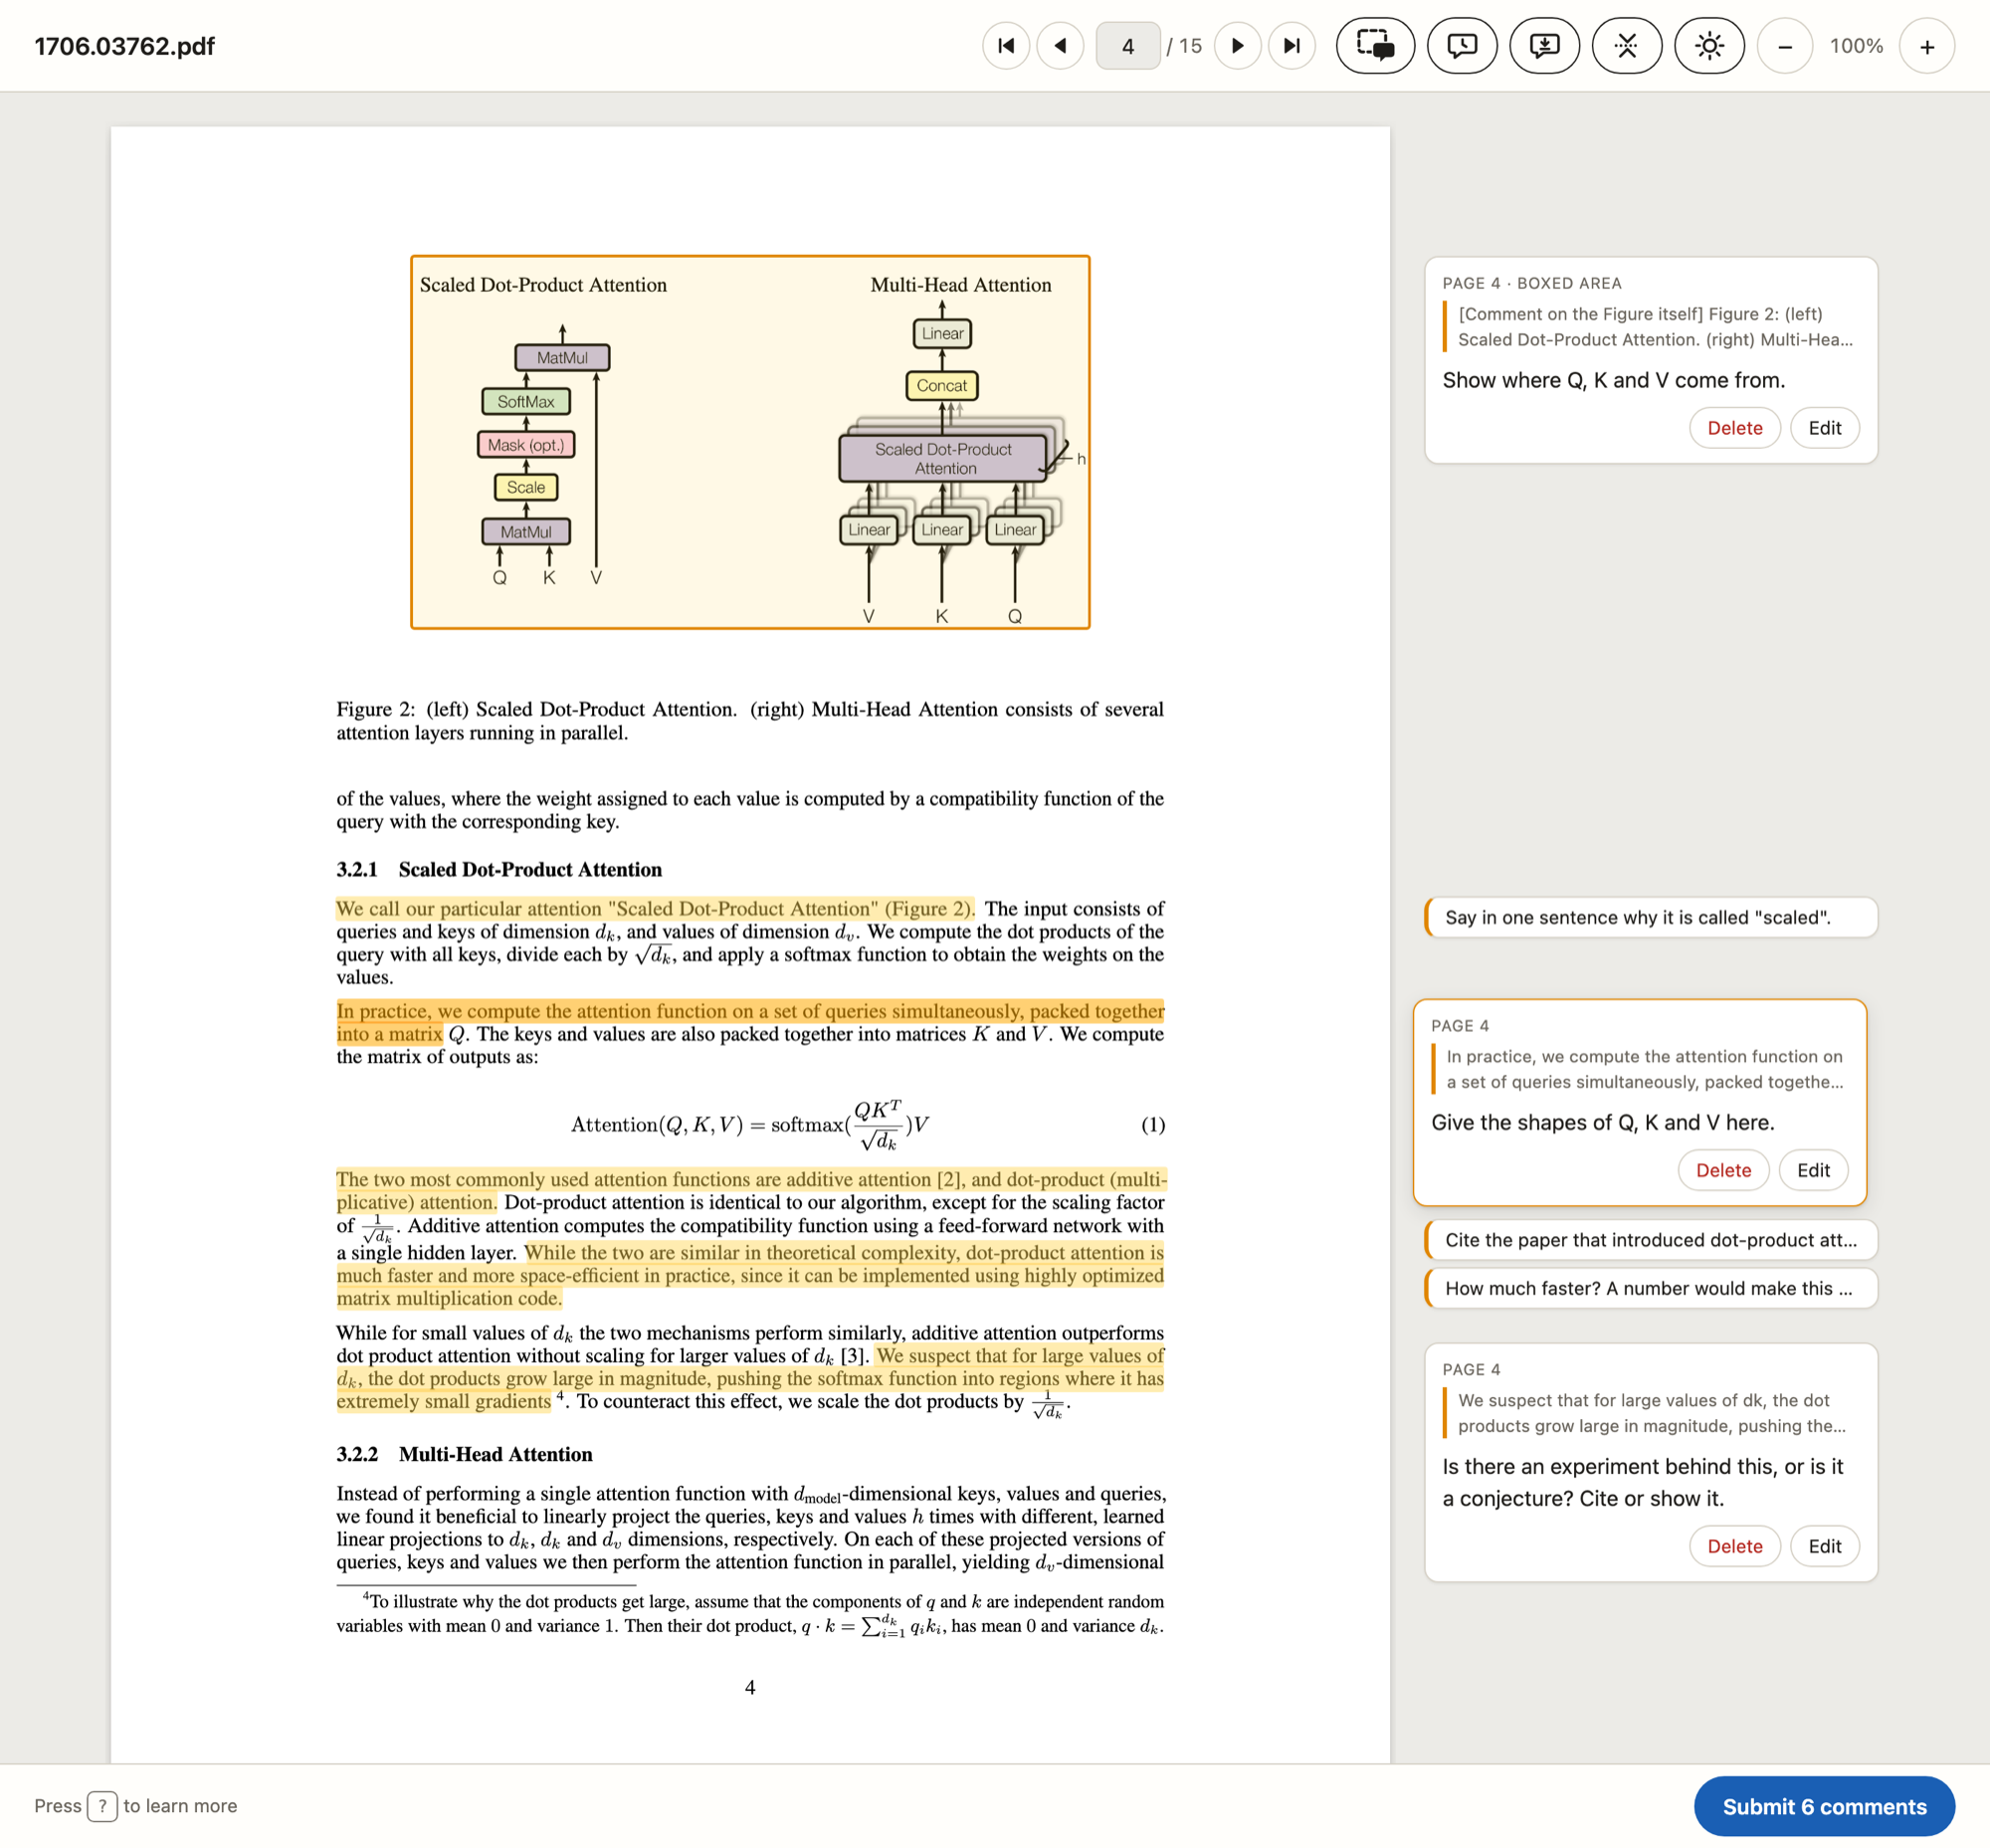 1706.03762.pdf
4 / 15
100%
Scaled Dot-Product Attention
MatMul
SoftMax
Mask (opt.)
Scale
MatMul
Q K V
Multi-Head Attention
Linear
Concat
Scaled Dot-Product
Attention
h
Linear Linear Linear
V K Q
Figure 2: (left) Scaled Dot-Product Attention. (right) Multi-Head Attention consists of several
attention layers running in parallel.
of the values, where the weight assigned to each value is computed by a compatibility function of the
query with the corresponding key.
3.2.1 Scaled Dot-Product Attention
We call our particular attention "Scaled Dot-Product Attention" (Figure 2). The input consists of
queries and keys of dimension dₖ, and values of dimension dᵥ. We compute the dot products of the
query with all keys, divide each by √dₖ, and apply a softmax function to obtain the weights on the
values.
In practice, we compute the attention function on a set of queries simultaneously, packed together
into a matrix Q. The keys and values are also packed together into matrices K and V. We compute
the matrix of outputs as:
Attention(Q, K, V) = softmax(QKᵀ/√dₖ)V (1)
The two most commonly used attention functions are additive attention [2], and dot-product (multi-
plicative) attention. Dot-product attention is identical to our algorithm, except for the scaling factor
of 1/√dₖ. Additive attention computes the compatibility function using a feed-forward network with
a single hidden layer. While the two are similar in theoretical complexity, dot-product attention is
much faster and more space-efficient in practice, since it can be implemented using highly optimized
matrix multiplication code.
While for small values of dₖ the two mechanisms perform similarly, additive attention outperforms
dot product attention without scaling for larger values of dₖ [3]. We suspect that for large values of
dₖ, the dot products grow large in magnitude, pushing the softmax function into regions where it has
extremely small gradients ⁴. To counteract this effect, we scale the dot products by 1/√dₖ.
3.2.2 Multi-Head Attention
Instead of performing a single attention function with d_model-dimensional keys, values and queries,
we found it beneficial to linearly project the queries, keys and values h times with different, learned
linear projections to dₖ, dₖ and dᵥ dimensions, respectively. On each of these projected versions of
queries, keys and values we then perform the attention function in parallel, yielding dᵥ-dimensional
⁴To illustrate why the dot products get large, assume that the components of q and k are independent random
variables with mean 0 and variance 1. Then their dot product, q · k = ∑ᵢ₌₁^dₖ qᵢkᵢ, has mean 0 and variance dₖ.
4
PAGE 4 · BOXED AREA
[Comment on the Figure itself] Figure 2: (left)
Scaled Dot-Product Attention. (right) Multi-Hea...
Show where Q, K and V come from.
Delete Edit
Say in one sentence why it is called "scaled".
PAGE 4
In practice, we compute the attention function on
a set of queries simultaneously, packed togethe...
Give the shapes of Q, K and V here.
Delete Edit
Cite the paper that introduced dot-product att...
How much faster? A number would make this ...
PAGE 4
We suspect that for large values of dk, the dot
products grow large in magnitude, pushing the...
Is there an experiment behind this, or is it
a conjecture? Cite or show it.
Delete Edit
Press ? to learn more
Submit 6 comments